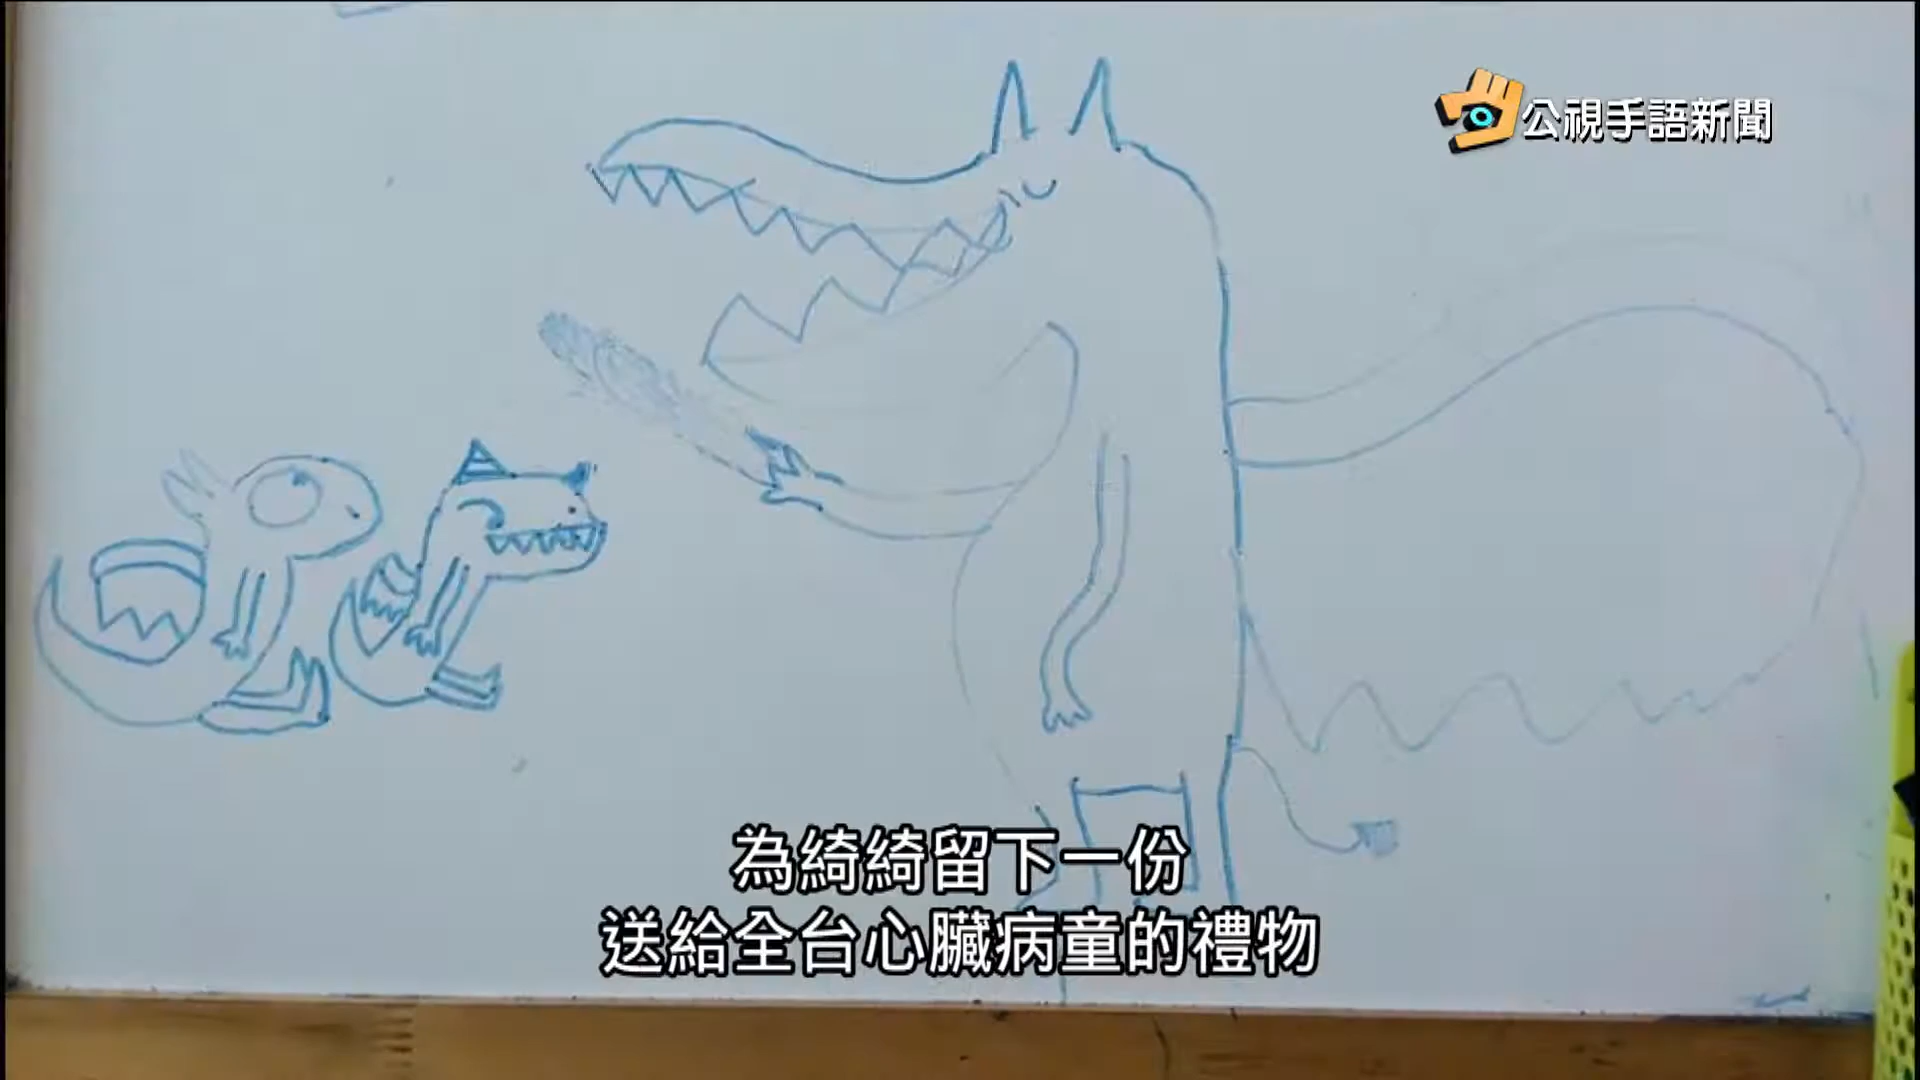 公視手語新聞
為綺綺留下一份
送給全台心臟病童的禮物